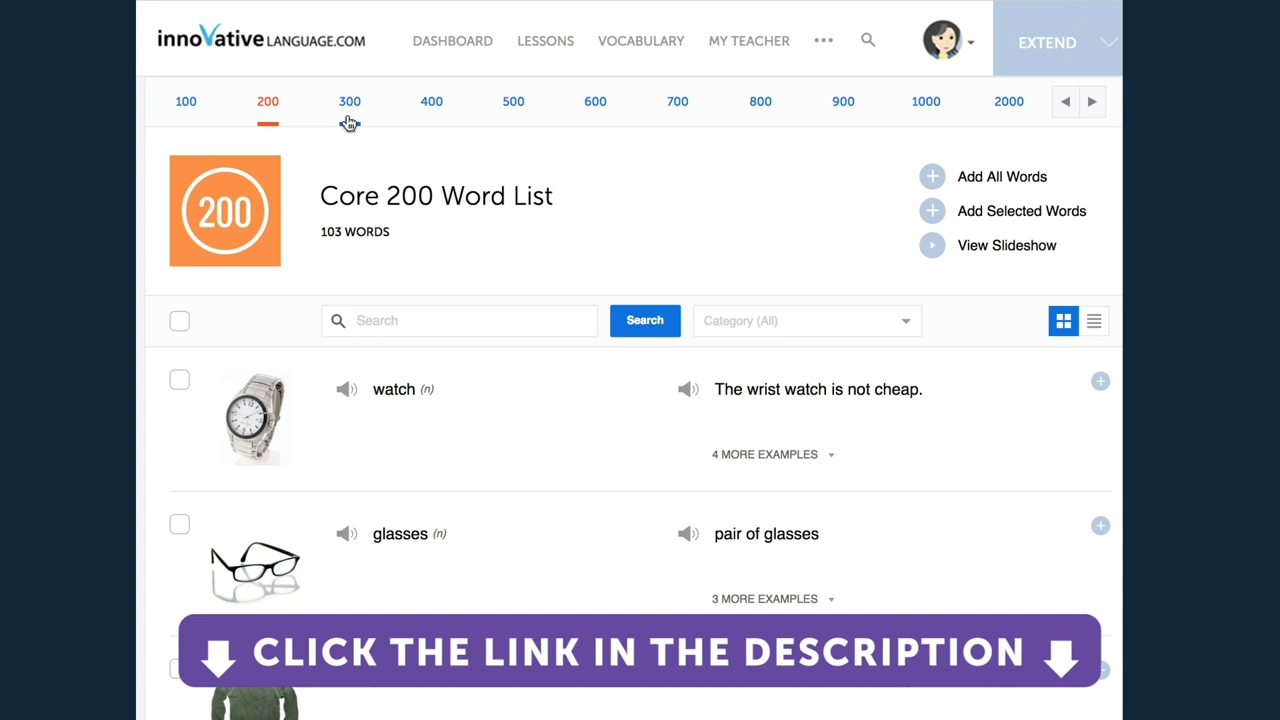 innoVative LANGUAGE.COM
DASHBOARD LESSONS VOCABULARY MY TEACHER ••• EXTEND
100 200 300 400 500 600 700 800 900 1000 2000
200
Core 200 Word List
103 WORDS
Add All Words
Add Selected Words
View Slideshow
Search Search Category (All)
watch (n) The wrist watch is not cheap.
4 MORE EXAMPLES
glasses (n) pair of glasses
3 MORE EXAMPLES
CLICK THE LINK IN THE DESCRIPTION